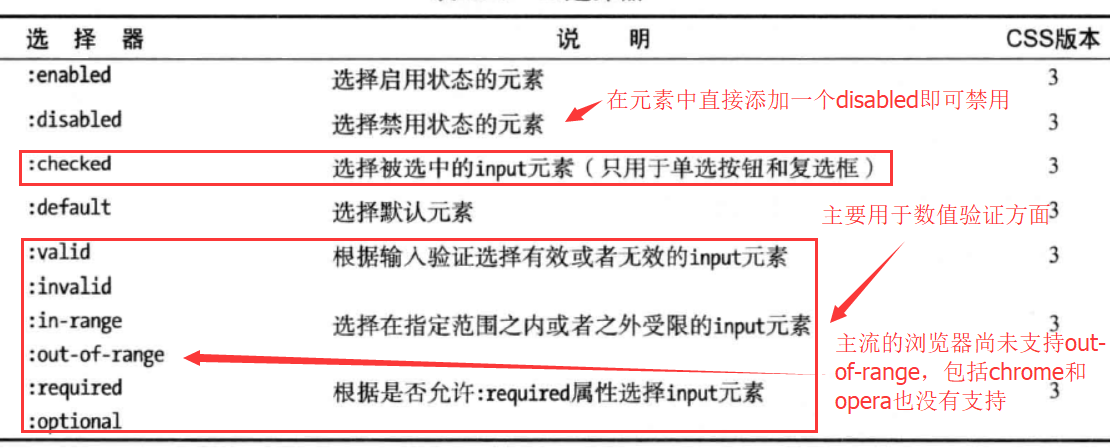 选 择 器 说 明 CSS版本
:enabled 选择启用状态的元素 3
在元素中直接添加一个disabled即可禁用
:disabled 选择禁用状态的元素 3
:checked 选择被选中的input元素（只用于单选按钮和复选框） 3
:default 选择默认元素 3
主要用于数值验证方面
:valid 根据输入验证选择有效或者无效的input元素 3
:invalid
:in-range 选择在指定范围之内或者之外受限的input元素 3
:out-of-range
主流的浏览器尚未支持out-
of-range，包括chrome和
opera也没有支持
:required 根据是否允许:required属性选择input元素 3
:optional